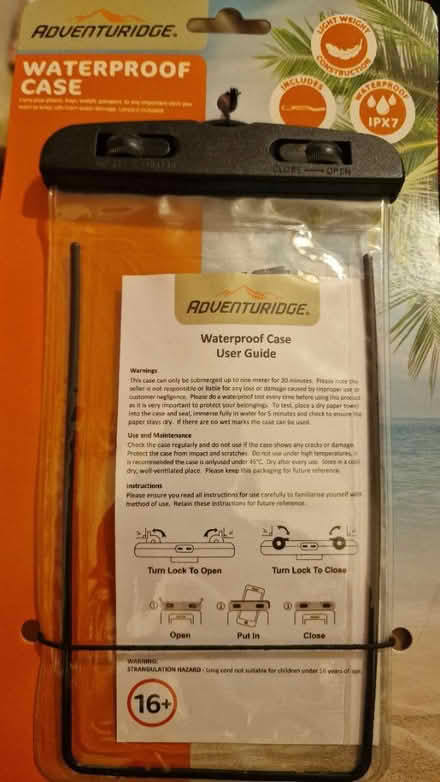 ADVENTURIDGE®
WATERPROOF
CASE
LIGHT WEIGHT
CONSTRUCTION
INCLUDES
WATERPROOF
IPX7
CLOSE OPEN
ADVENTURIDGE®
Waterproof Case
User Guide
Warnings
This case can only be submerged up to one meter for 30 minutes. Please note the
seller is not responsible or liable for any loss or damage caused by improper use or
customer negligence. Please do a waterproof test every time before using this product
as it is very important to protect your belongings. To test, place a dry paper towel
into the case and seal, immerse fully in water for 5 minutes and check to ensure the
paper stays dry. If there are no wet marks the case can be used.
Use and Maintenance
Check the case regularly and do not use if the case shows any cracks or damage.
Protect the case from impact and scratches. Do not use under high temperatures, it
is recommended the case is onlyused under 45°C. Dry after every use. Store in a cool
dry, well-ventilated place. Please keep this packaging for future reference.
Instructions
Please ensure you read all instructions for use carefully to familiarise yourself with
method of use. Retain these instructions for future reference.
Turn Lock To Open
Turn Lock To Close
① ② ③
Open Put In Close
WARNING:
STRANGULATION HAZARD - Long cord not suitable for children under 16 years of age.
16+